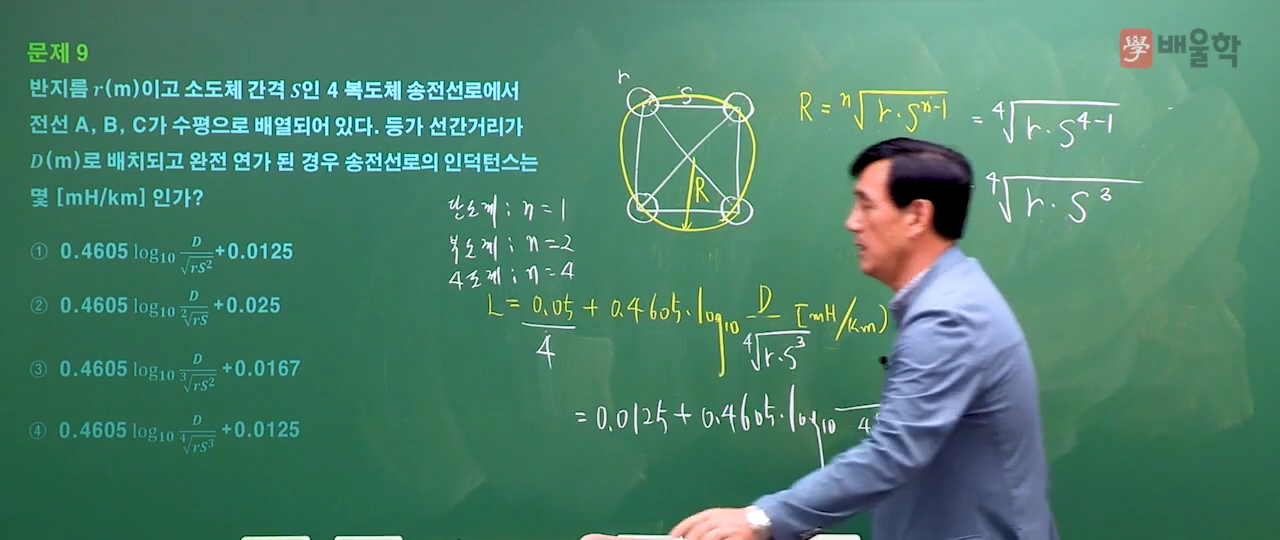 學 배울학
문제 9
반지름 r(m)이고 소도체 간격 S인 4 복도체 송전선로에서
전선 A, B, C가 수평으로 배열되어 있다. 등가 선간거리가
D(m)로 배치되고 완전 연가 된 경우 송전선로의 인덕턴스는
몇 [mH/km] 인가?
① 0.4605 log₁₀ D/√(rS²) +0.0125
② 0.4605 log₁₀ D/²√(rS) +0.025
③ 0.4605 log₁₀ D/³√(rS²) +0.0167
④ 0.4605 log₁₀ D/⁴√(rS³) +0.0125
r
S
R
R = ⁿ√(r·S^(n-1)) = ⁴√(r·S^(4-1))
⁴√(r·S³)
단도체 ; n = 1
복도체 ; n = 2
4도체 ; n = 4
L = 0.05/4 + 0.4605·log₁₀ D/⁴√(r·S³) [mH/km)
= 0.0125 + 0.4605·log₁₀